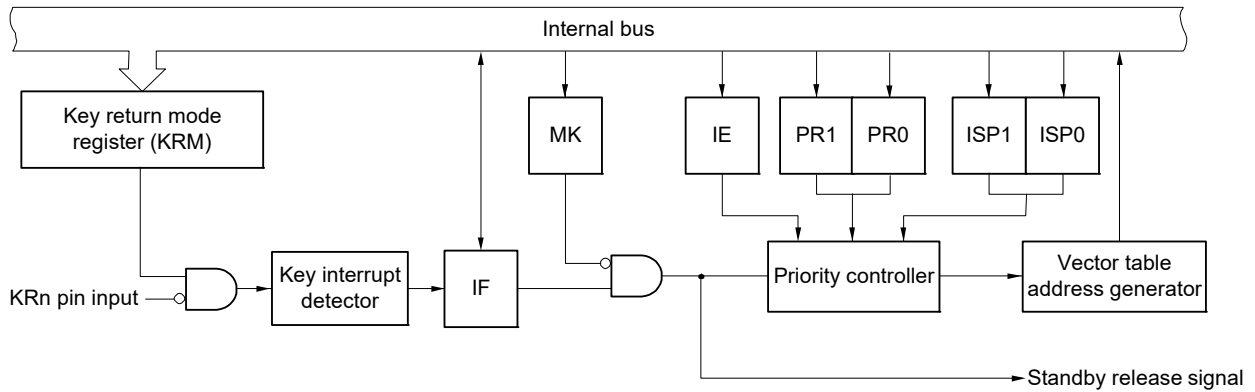 Internal bus
Key return mode
register (KRM)
MK
IE
PR1
PR0
ISP1
ISP0
KRn pin input
Key interrupt
detector
IF
Priority controller
Vector table
address generator
Standby release signal